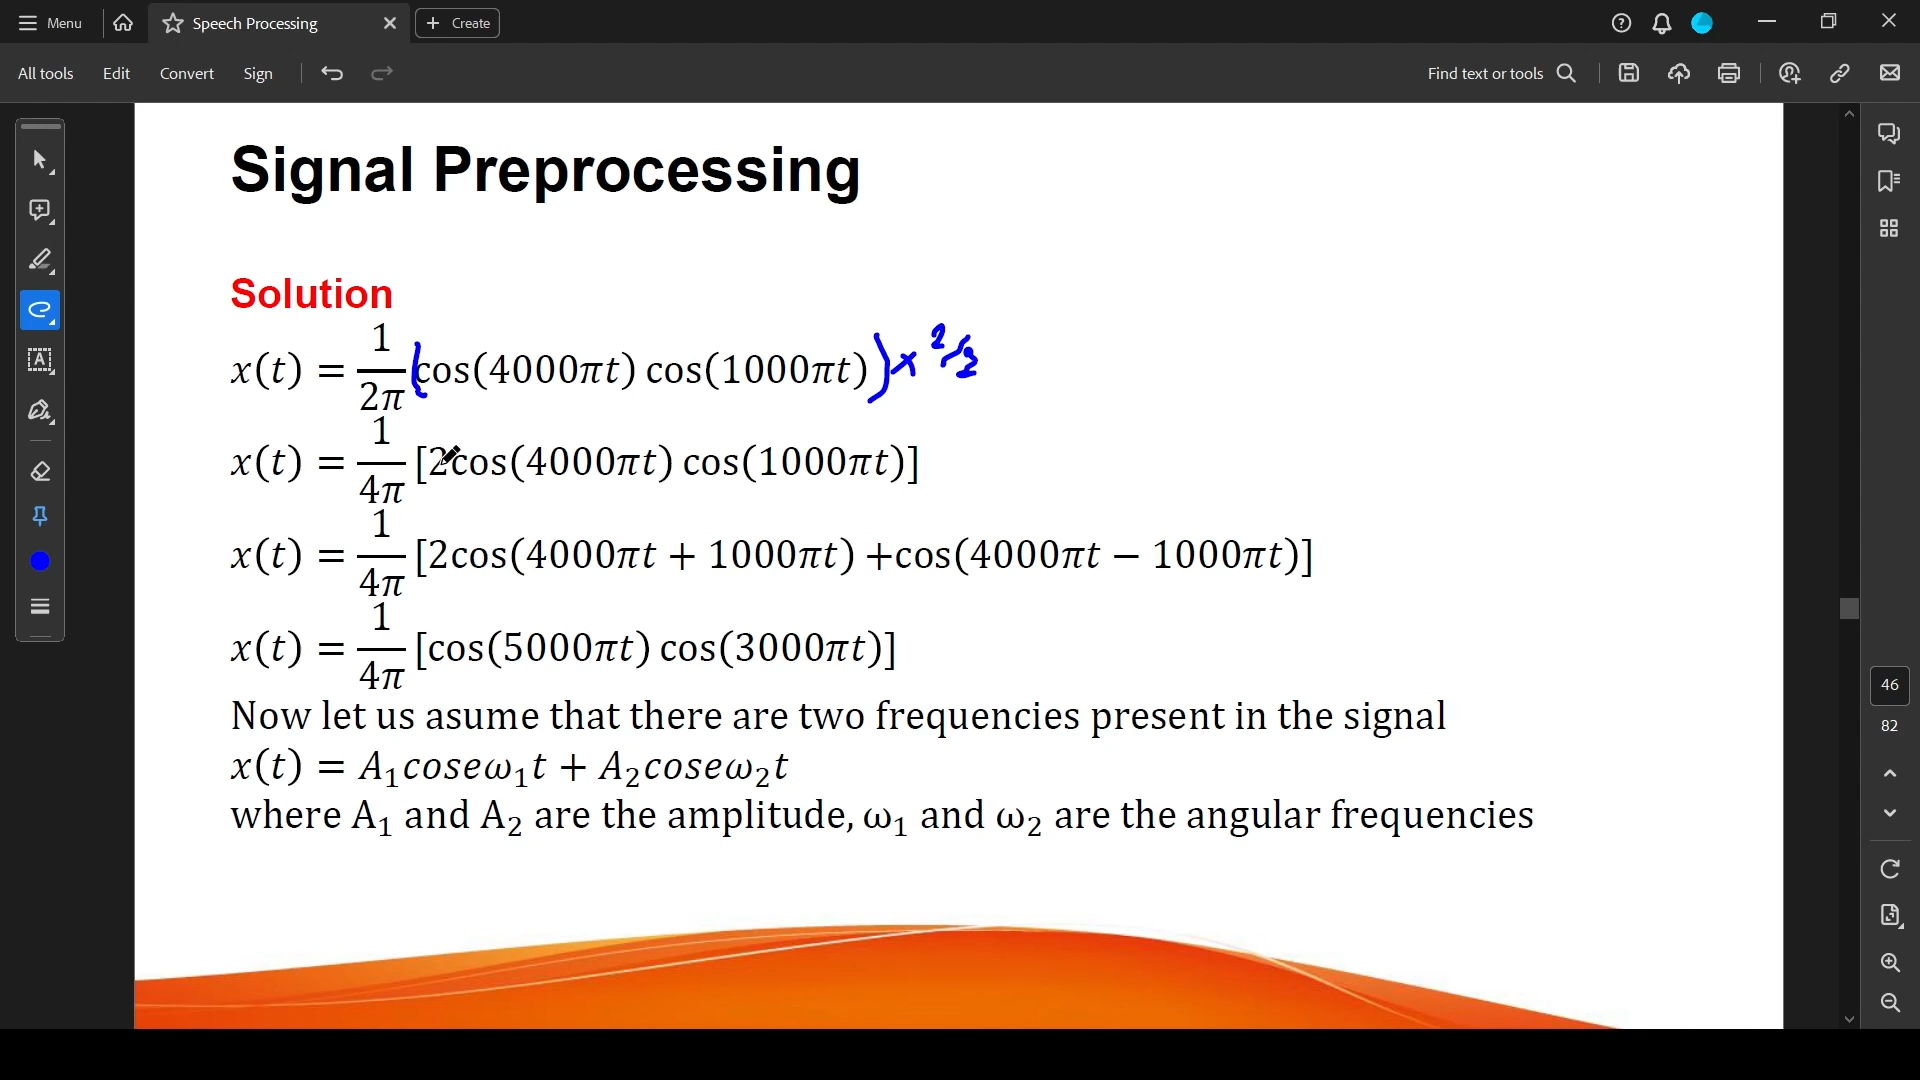 Menu Speech Processing Create
All tools Edit Convert Sign Find text or tools
Signal Preprocessing
Solution
x(t) = 1/2π (cos(4000πt) cos(1000πt)) x 2/2
x(t) = 1/4π [2cos(4000πt) cos(1000πt)]
x(t) = 1/4π [2cos(4000πt + 1000πt) +cos(4000πt − 1000πt)]
x(t) = 1/4π [cos(5000πt) cos(3000πt)]
Now let us asume that there are two frequencies present in the signal
x(t) = A₁coseω₁t + A₂coseω₂t
where A₁ and A₂ are the amplitude, ω₁ and ω₂ are the angular frequencies
46
82